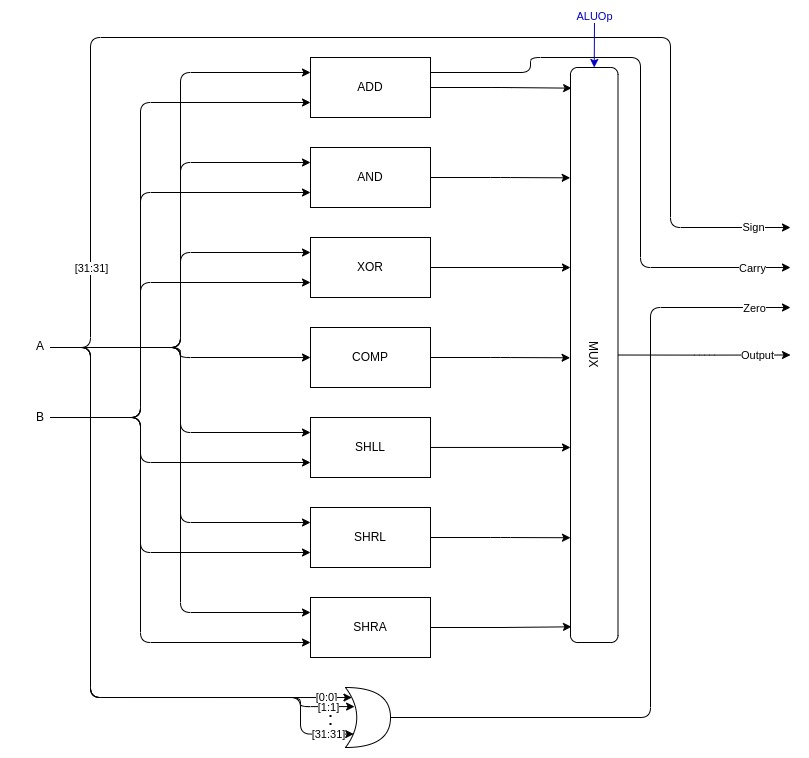 ALUOp
ADD
AND
Sign
[31:31]
XOR
Carry
Zero
A
COMP
MUX
Output
B
SHLL
SHRL
SHRA
[0:0]
[1:1]
:
[31:31]